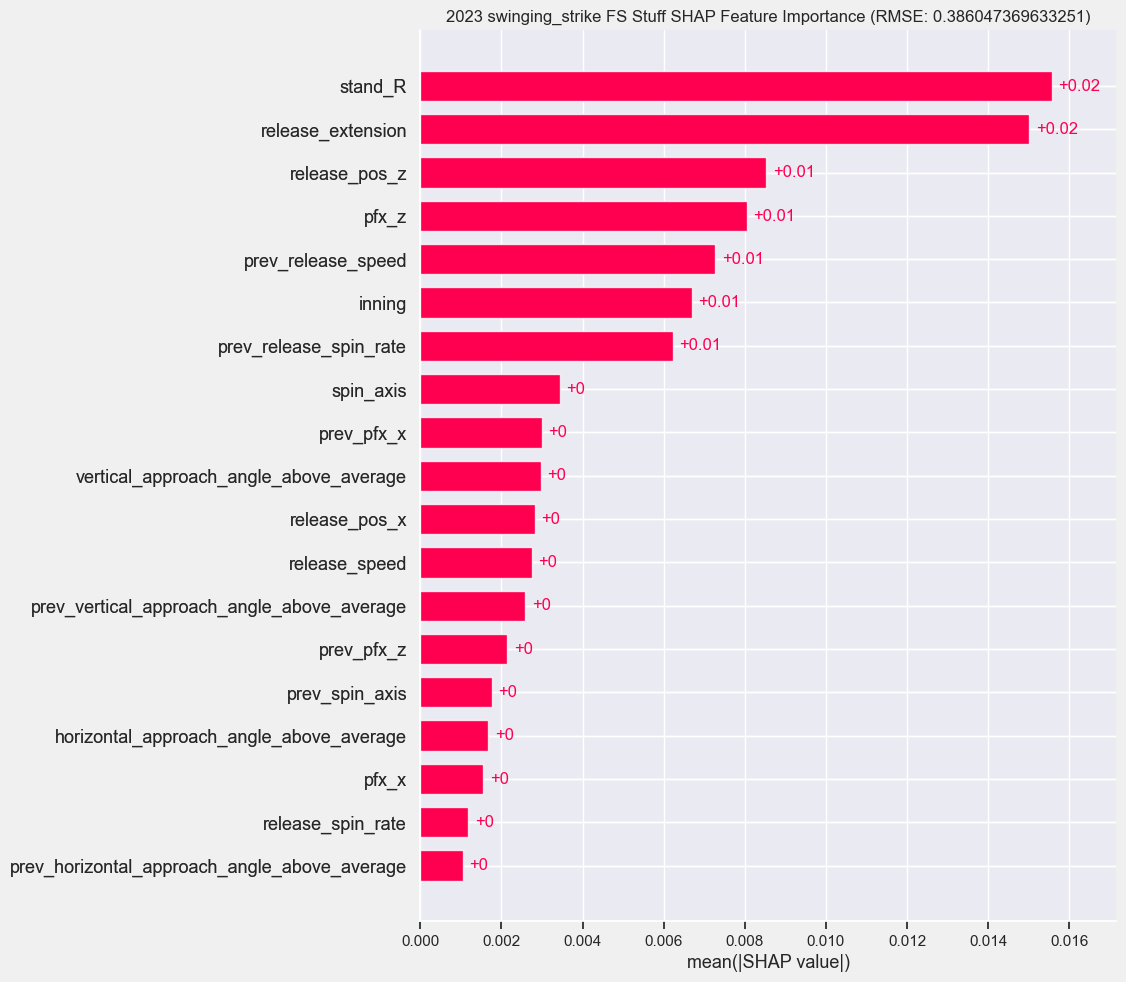 2023 swinging_strike FS Stuff SHAP Feature Importance (RMSE: 0.386047369633251)
stand_R +0.02
release_extension +0.02
release_pos_z +0.01
pfx_z +0.01
prev_release_speed +0.01
inning +0.01
prev_release_spin_rate +0.01
spin_axis +0
prev_pfx_x +0
vertical_approach_angle_above_average +0
release_pos_x +0
release_speed +0
prev_vertical_approach_angle_above_average +0
prev_pfx_z +0
prev_spin_axis +0
horizontal_approach_angle_above_average +0
pfx_x +0
release_spin_rate +0
prev_horizontal_approach_angle_above_average +0
0.000 0.002 0.004 0.006 0.008 0.010 0.012 0.014 0.016
mean(|SHAP value|)